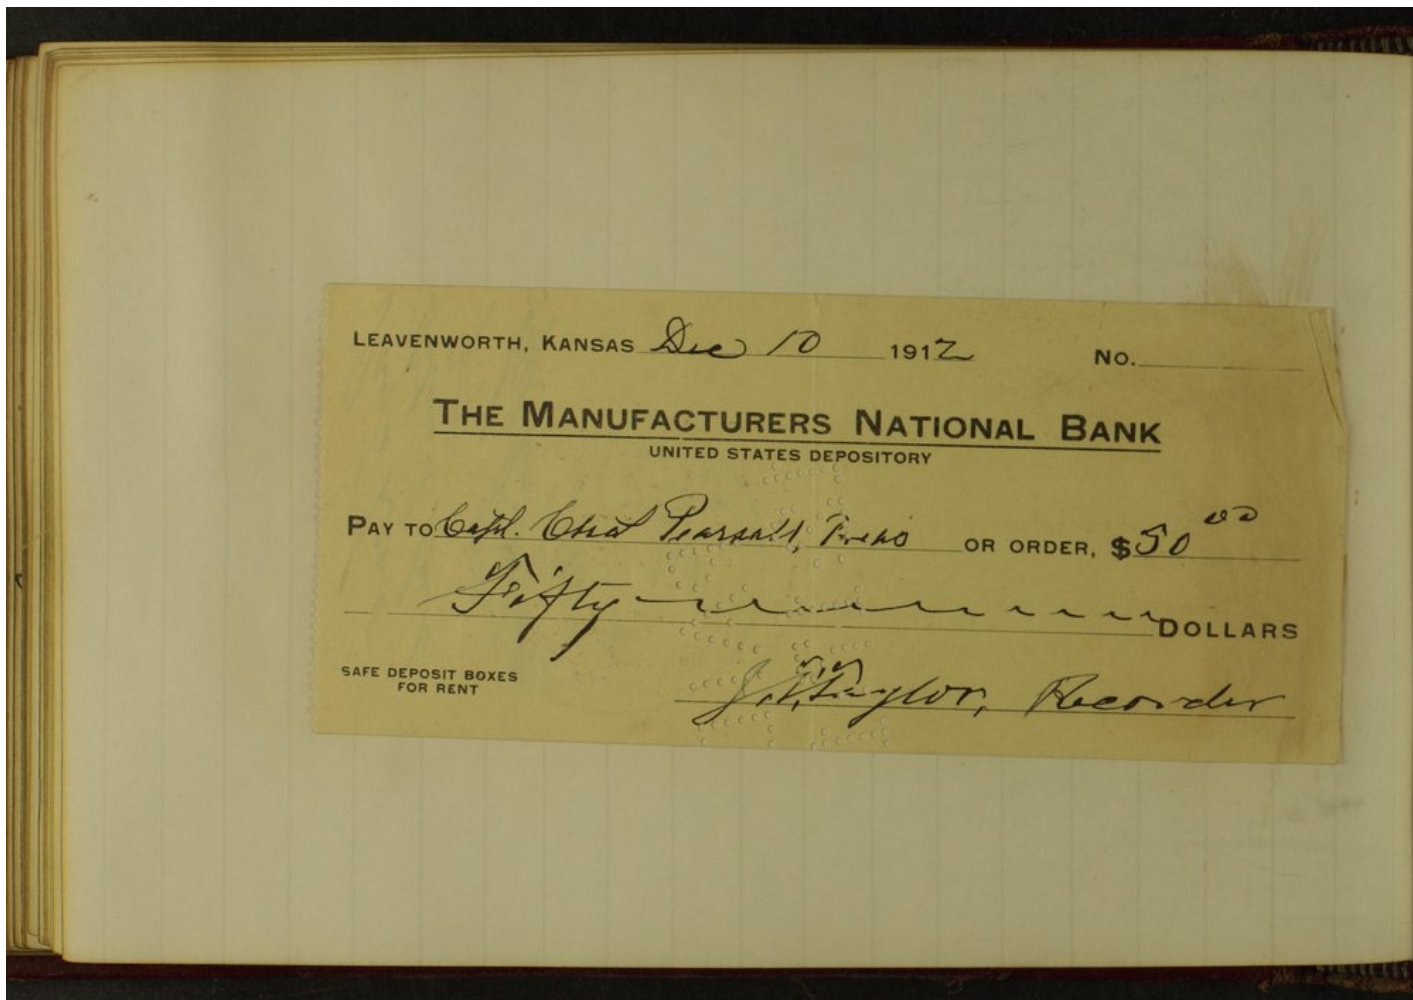 LEAVENWORTH, KANSAS Dec 10 1912 No.
THE MANUFACTURERS NATIONAL BANK
UNITED STATES DEPOSITORY
PAY TO Capt. Chas Pearsall, Treas OR ORDER, $50 00
Fifty DOLLARS
SAFE DEPOSIT BOXES
FOR RENT
Taylor, Recorder